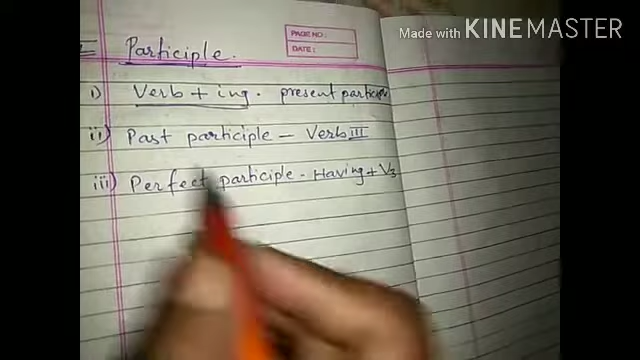 Made with KINEMASTER
PAGE NO:
DATE:
Participle.
i) Verb + ing. present participle
ii) Past participle - Verb III
iii) Perfect participle - Having + V3